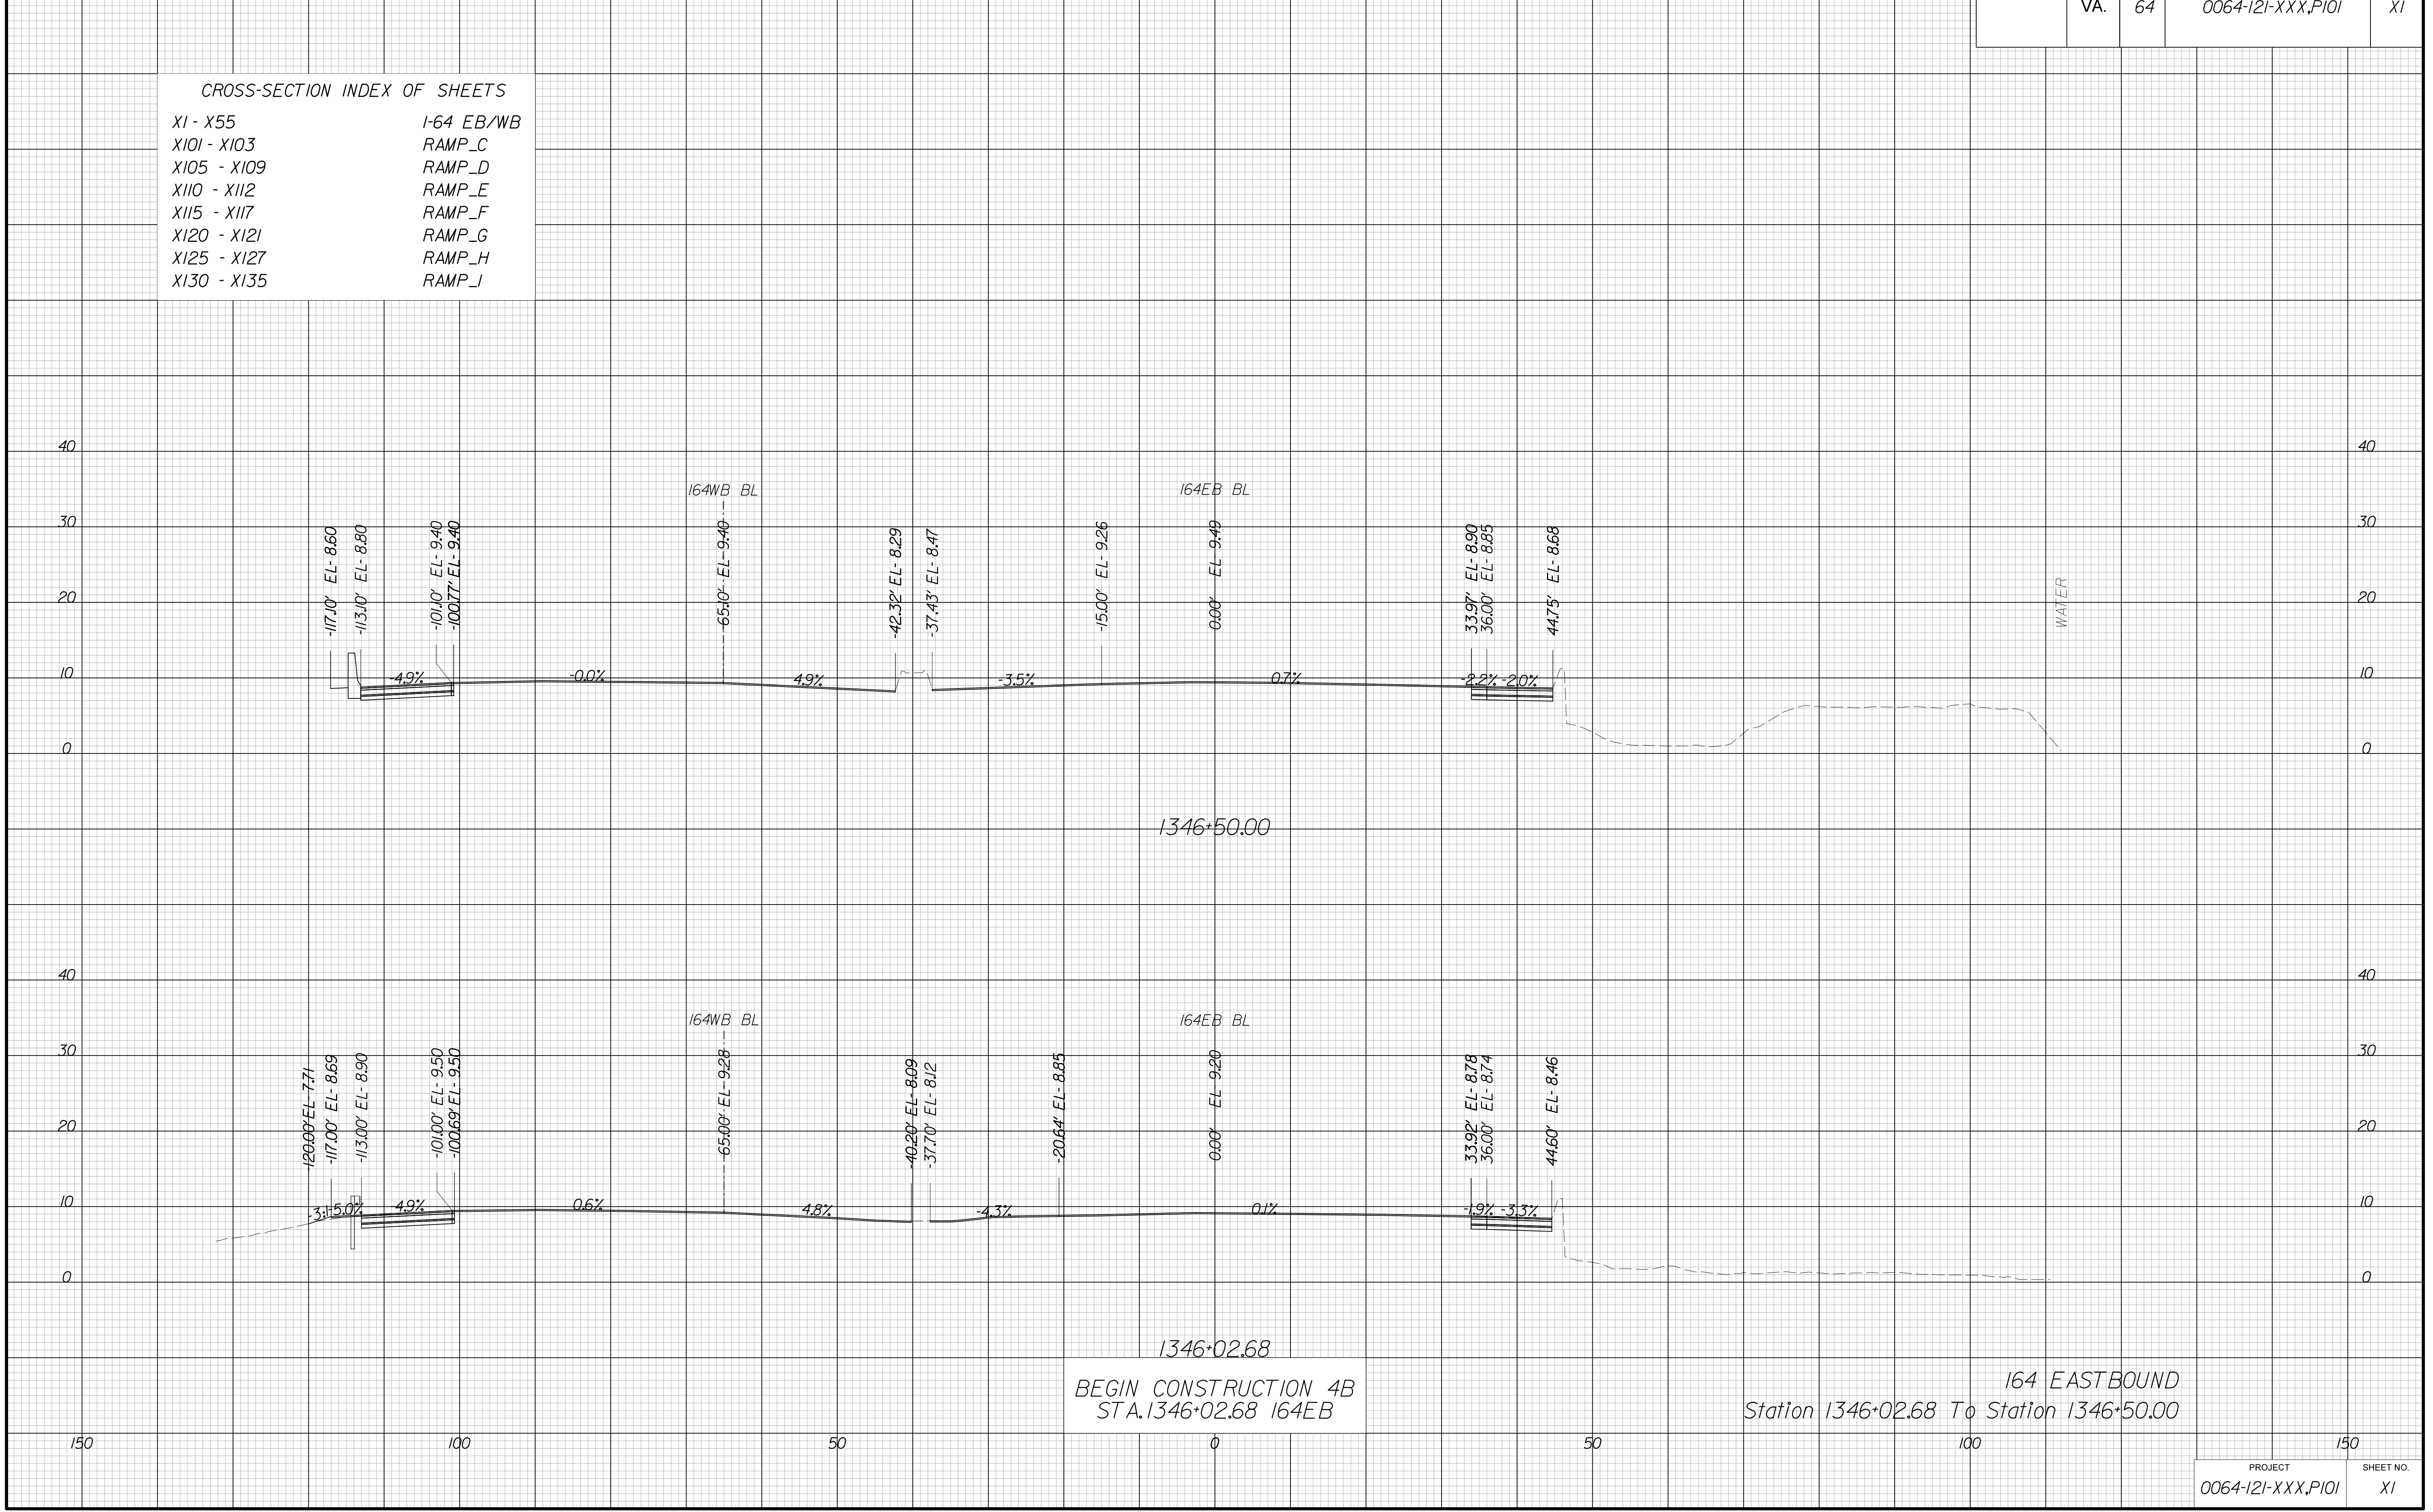 VA. 64 0064-121-XXX,P101 X1
CROSS-SECTION INDEX OF SHEETS
X1 - X55 I-64 EB/WB
X101 - X103 RAMP_C
X105 - X109 RAMP_D
X110 - X112 RAMP_E
X115 - X117 RAMP_F
X120 - X121 RAMP_G
X125 - X127 RAMP_H
X130 - X135 RAMP_I
40 40
I64WB BL I64EB BL
30 30
-117.10' EL- 8.60
-113.10' EL- 8.80
-101.10' EL- 9.40
-100.77' EL- 9.40
-65.10' EL- 9.40
-42.32' EL- 8.29
-37.43' EL- 8.47
-15.00' EL- 9.26
0.00' EL 9.49
33.97' EL- 8.90
36.00' EL- 8.85
44.75' EL- 8.68
WATER
20 20
10 -4.9% -0.0% 4.9% -3.5% 0.7% -2.2% -2.0% 10
0 0
1346+50.00
40 40
I64WB BL I64EB BL
30 30
-120.00' EL- 7.71
-117.00' EL- 8.69
-113.00' EL- 8.90
-101.00' EL- 9.50
-100.69' EL- 9.50
-65.00' EL- 9.28
-40.20' EL- 8.09
-37.70' EL- 8.12
-20.64' EL- 8.85
0.00' EL 9.20
33.92' EL- 8.78
36.00' EL- 8.74
44.60' EL- 8.46
20 20
10 -3:1 -5.0% -4.9% 0.6% 4.8% -4.3% 0.1% -1.9% -3.3% 10
0 0
1346+02.68
BEGIN CONSTRUCTION 4B
STA.1346+02.68 I64EB
I64 EASTBOUND
Station 1346+02.68 To Station 1346+50.00
150 100 50 0 50 100 150
PROJECT SHEET NO.
0064-121-XXX,P101 X1